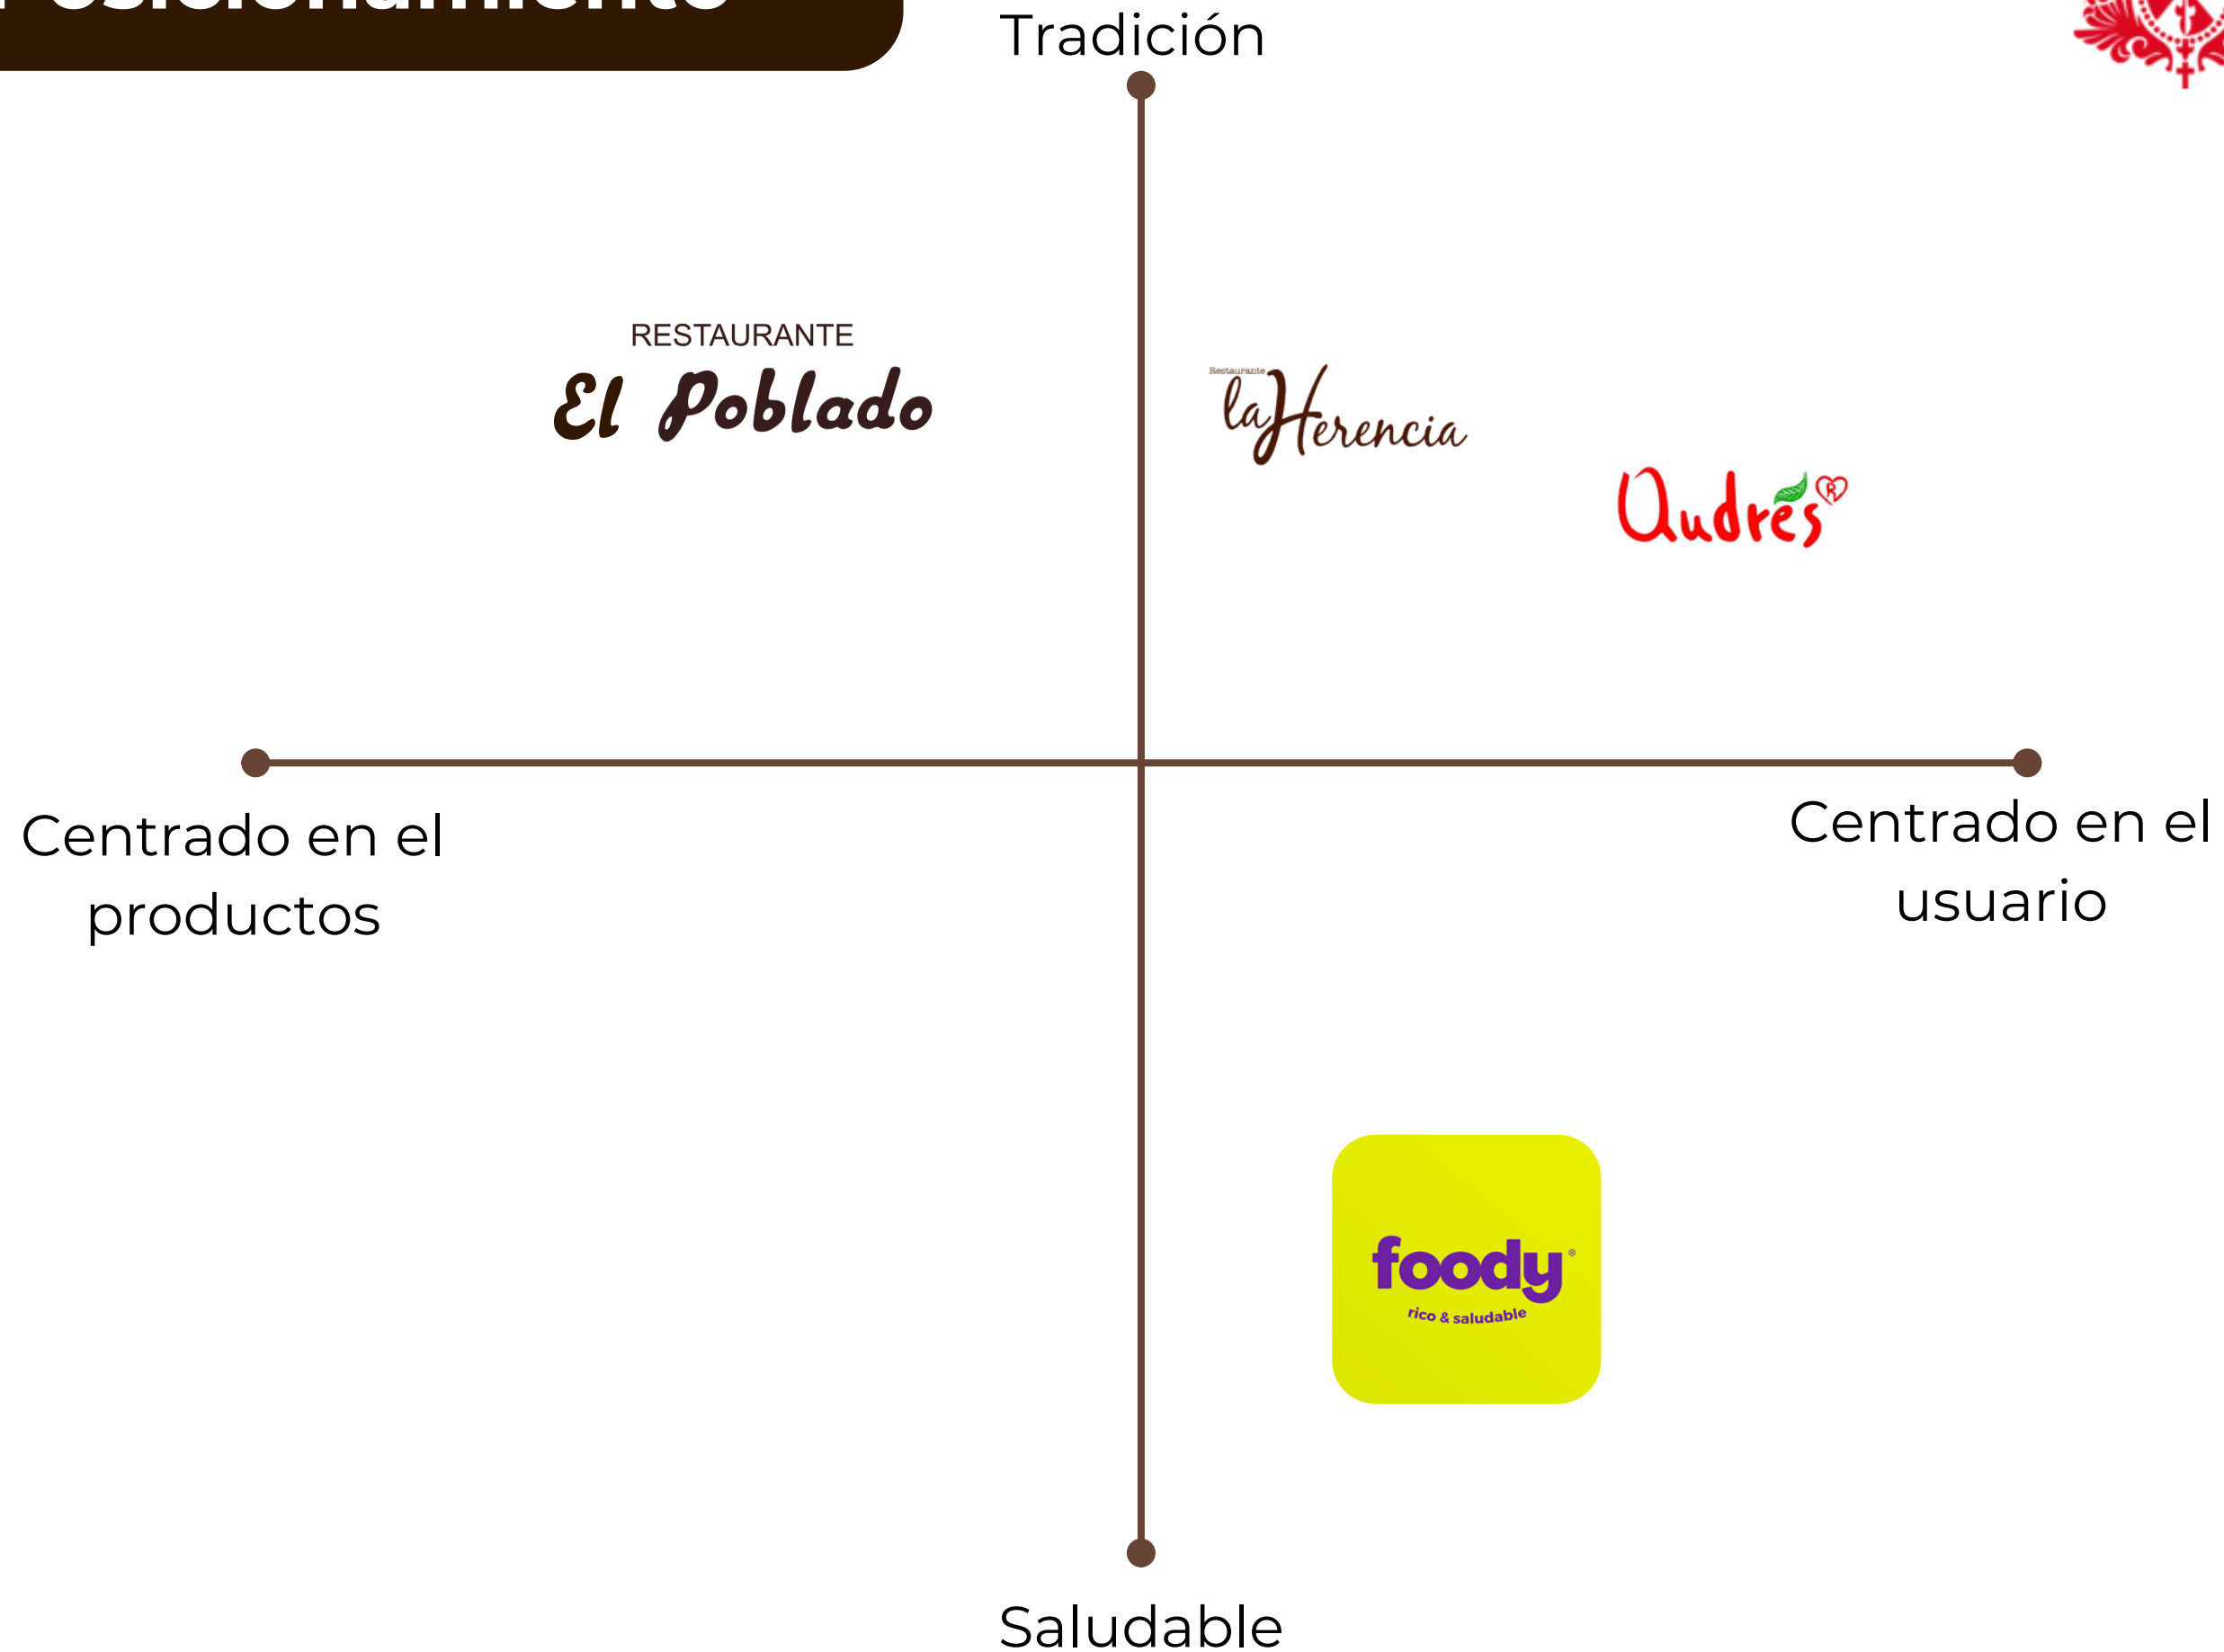 Tradición
RESTAURANTE
El Poblado
Restaurante
la Herencia
Qudrés
Centrado en el
productos
Centrado en el
usuario
foody
rico & saludable
Saludable